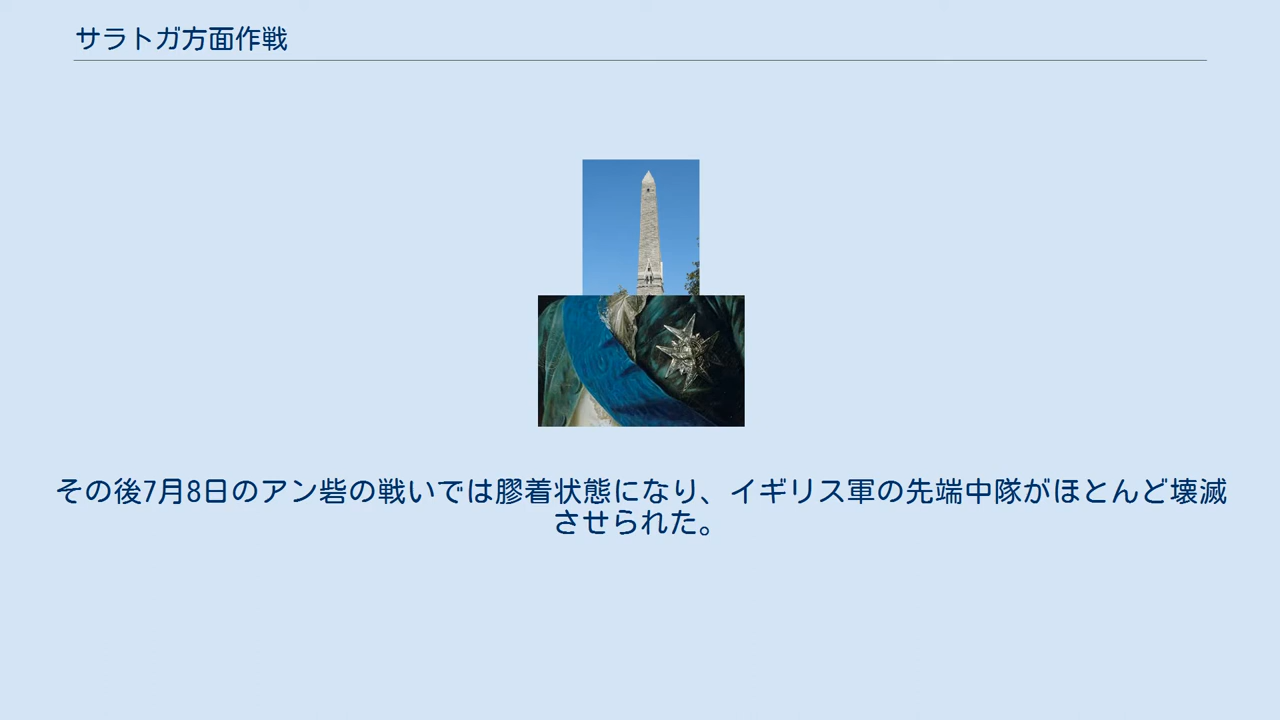 サラトガ方面作戦
その後7月8日のアン砦の戦いでは膠着状態になり、イギリス軍の先端中隊がほとんど壊滅
させられた。